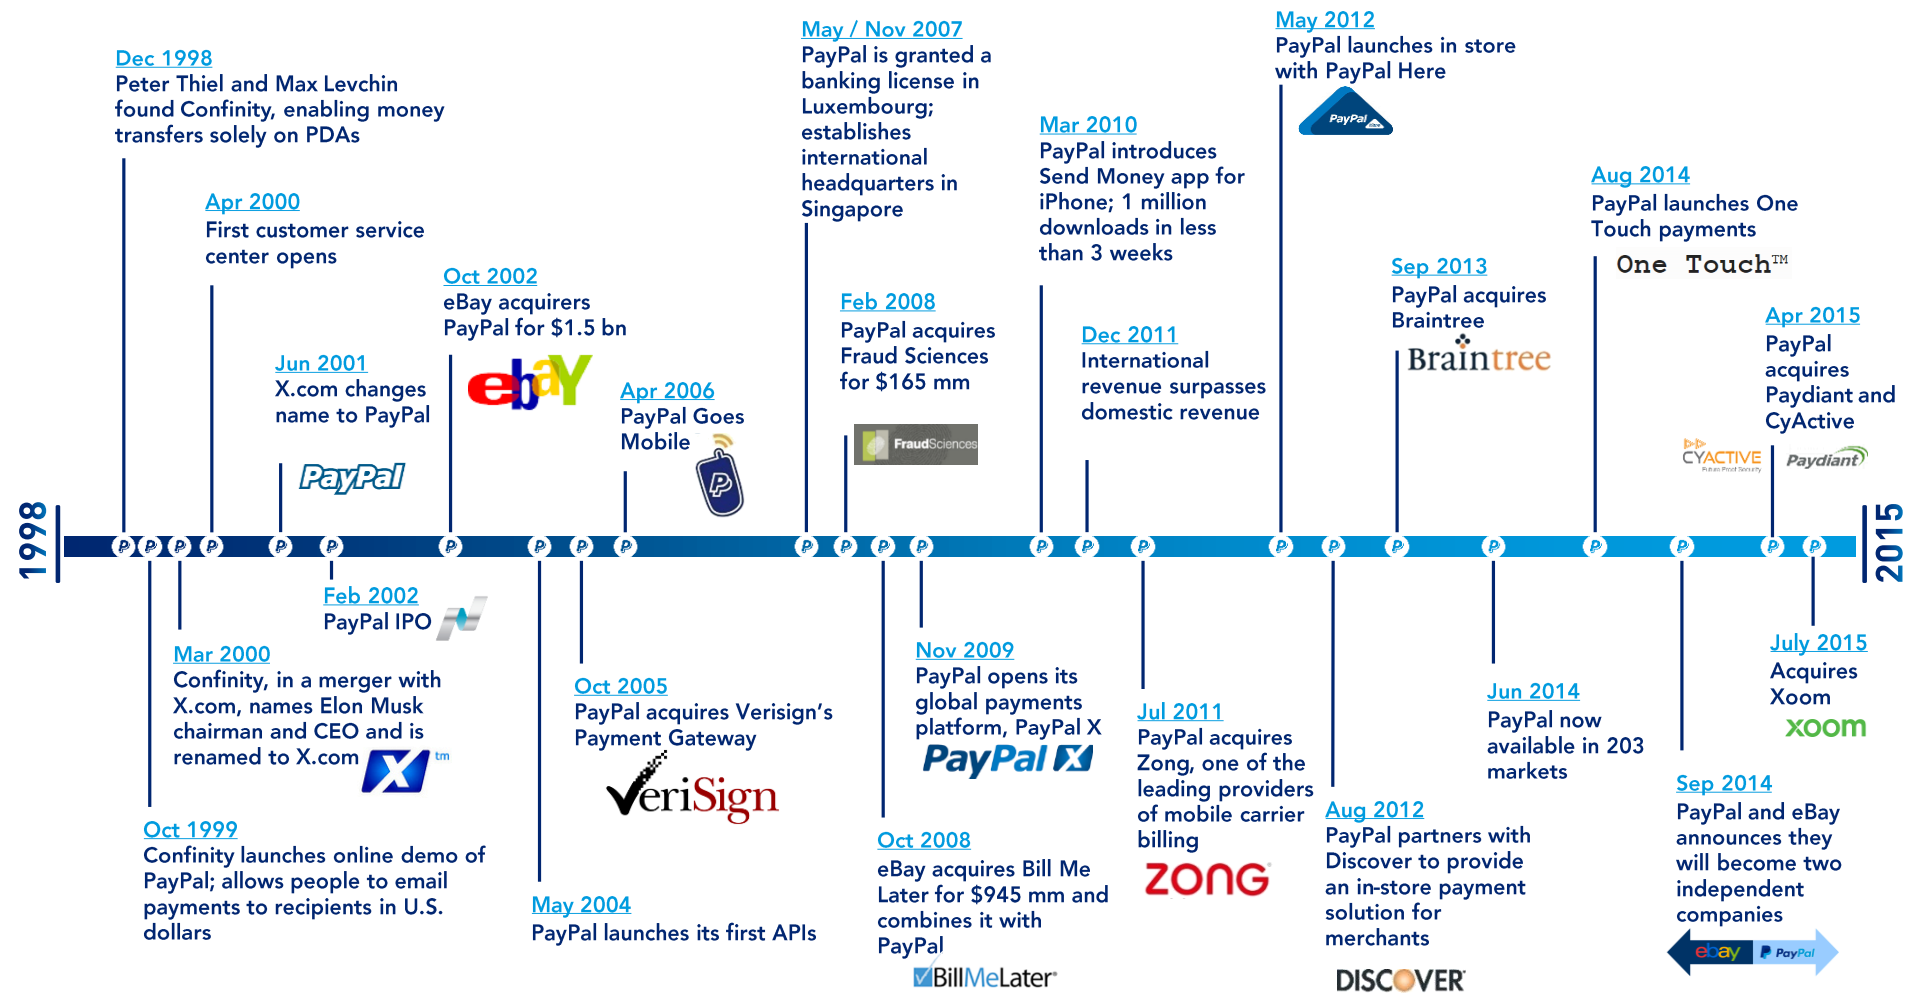 1998
Dec 1998
Peter Thiel and Max Levchin
found Confinity, enabling money
transfers solely on PDAs
Oct 1999
Confinity launches online demo of
PayPal; allows people to email
payments to recipients in U.S.
dollars
Mar 2000
Confinity, in a merger with
X.com, names Elon Musk
chairman and CEO and is
renamed to X.com
X tm
Apr 2000
First customer service
center opens
Jun 2001
X.com changes
name to PayPal
PayPal
Feb 2002
PayPal IPO
Oct 2002
eBay acquirers
PayPal for $1.5 bn
ebaY
May 2004
PayPal launches its first APIs
Oct 2005
PayPal acquires Verisign’s
Payment Gateway
VeriSign
Apr 2006
PayPal Goes
Mobile
May / Nov 2007
PayPal is granted a
banking license in
Luxembourg;
establishes
international
headquarters in
Singapore
Feb 2008
PayPal acquires
Fraud Sciences
for $165 mm
FraudSciences
Oct 2008
eBay acquires Bill Me
Later for $945 mm and
combines it with
PayPal
BillMeLater
Nov 2009
PayPal opens its
global payments
platform, PayPal X
PayPal X
Mar 2010
PayPal introduces
Send Money app for
iPhone; 1 million
downloads in less
than 3 weeks
Jul 2011
PayPal acquires
Zong, one of the
leading providers
of mobile carrier
billing
ZONG
Dec 2011
International
revenue surpasses
domestic revenue
May 2012
PayPal launches in store
with PayPal Here
PayPal
Aug 2012
PayPal partners with
Discover to provide
an in-store payment
solution for
merchants
DISCOVER
Sep 2013
PayPal acquires
Braintree
Braintree
Jun 2014
PayPal now
available in 203
markets
Aug 2014
PayPal launches One
Touch payments
One Touch™
Sep 2014
PayPal and eBay
announces they
will become two
independent
companies
ebay PayPal
Apr 2015
PayPal
acquires
Paydiant and
CyActive
CYACTIVE
Future Proof Security
Paydiant
July 2015
Acquires
Xoom
xoom
2015